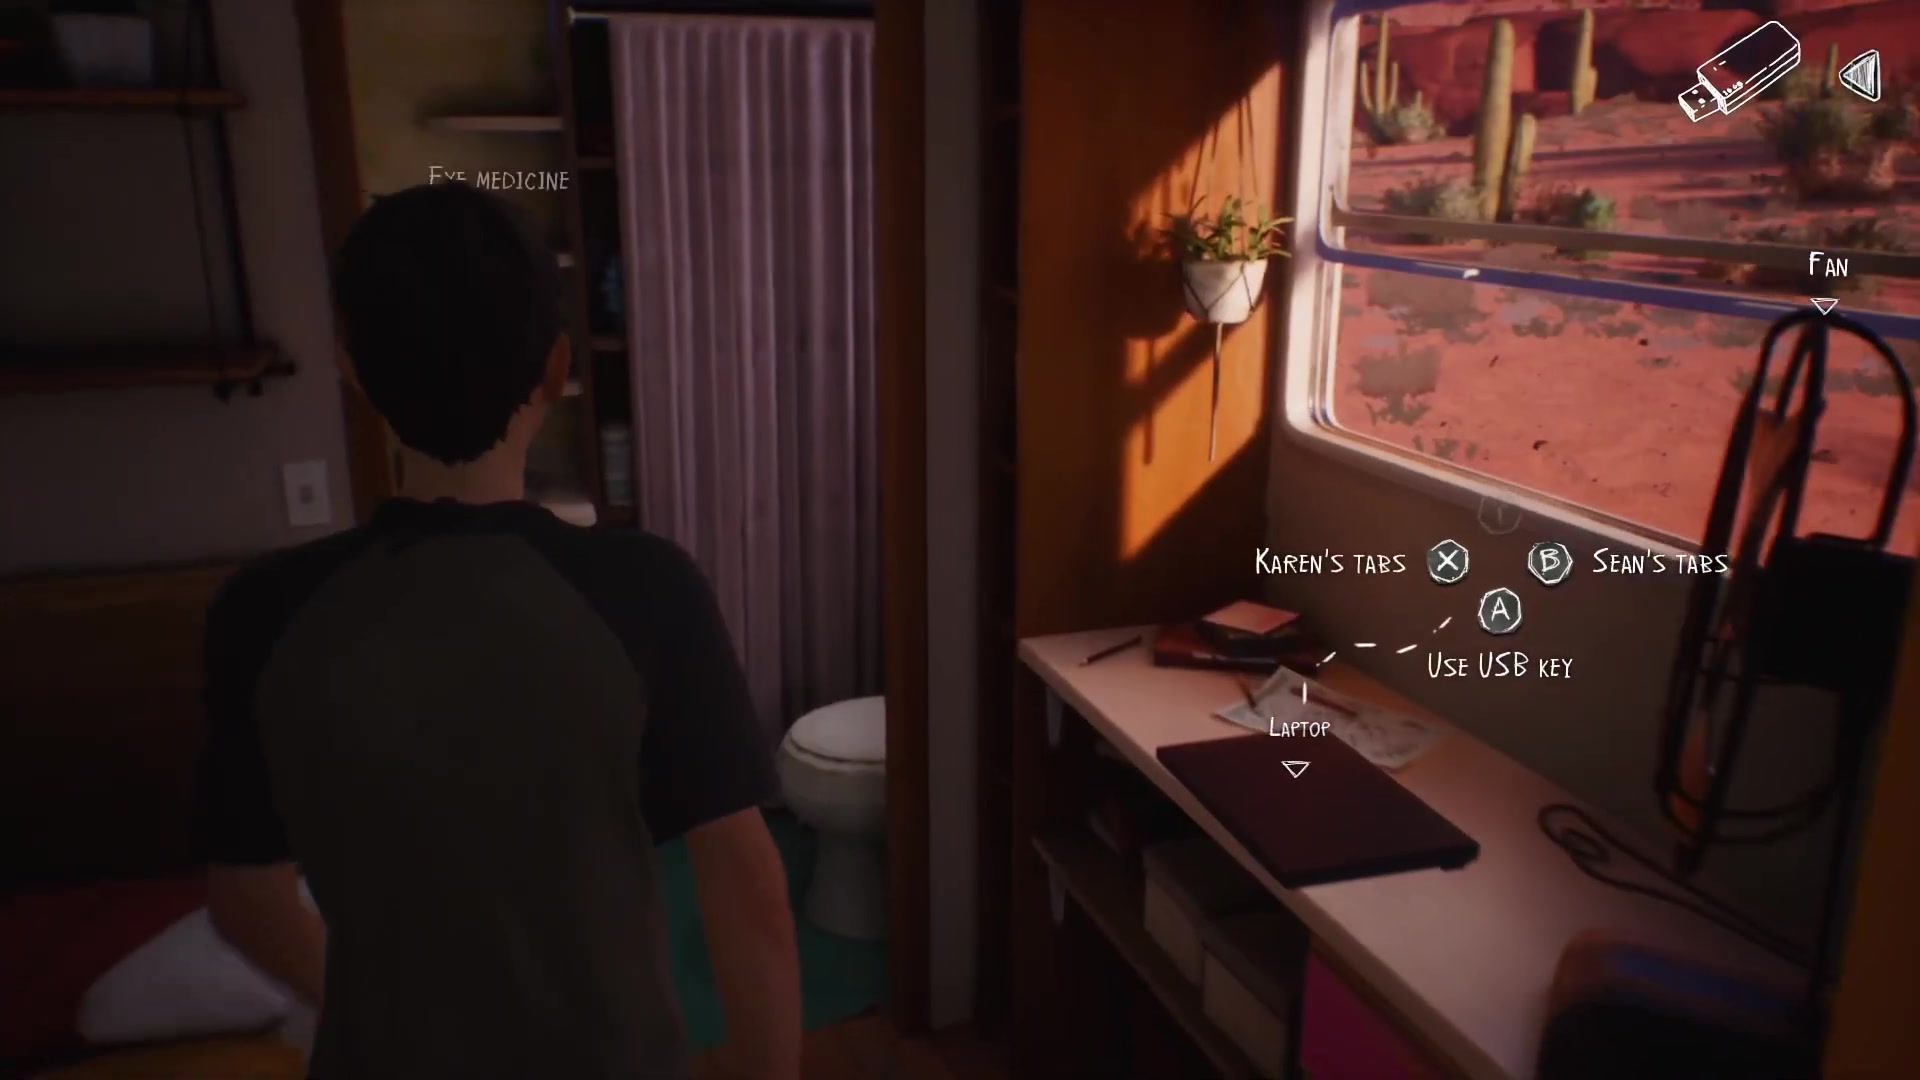 Eye medicine
Fan
Y
Karen's tabs X B Sean's tabs
A
Use USB key
Laptop